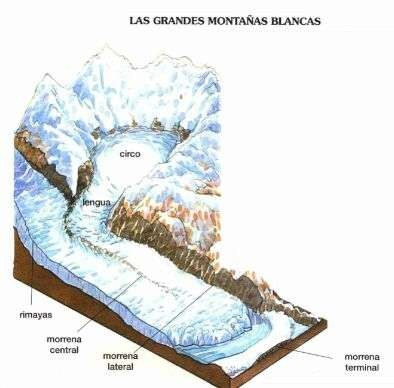 LAS GRANDES MONTAÑAS BLANCAS
circo
lengua
rimayas
morrena
central
morrena
lateral
morrena
terminal